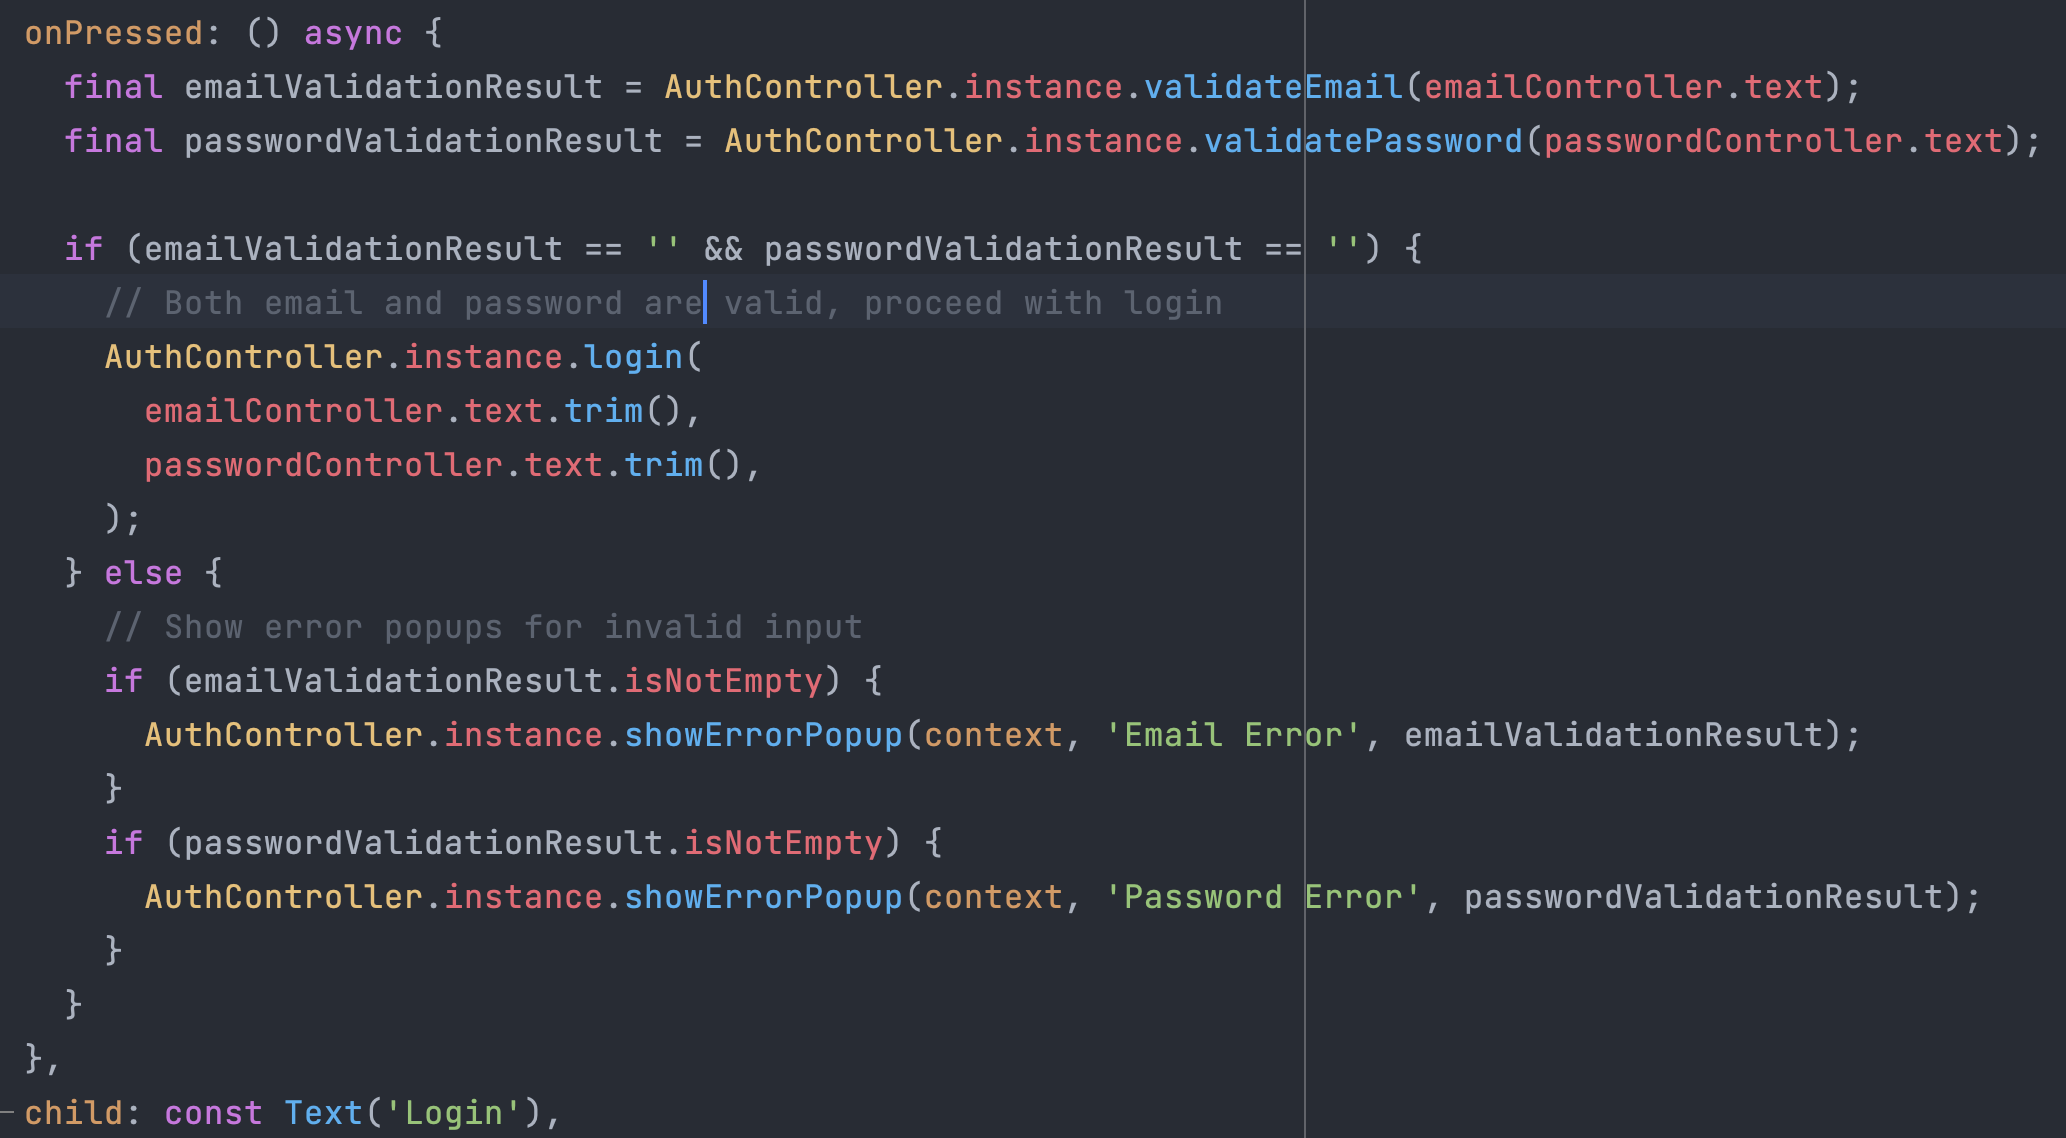 onPressed: () async {
  final emailValidationResult = AuthController.instance.validateEmail(emailController.text);
  final passwordValidationResult = AuthController.instance.validatePassword(passwordController.text);

  if (emailValidationResult == '' && passwordValidationResult == '') {
    // Both email and password are valid, proceed with login
    AuthController.instance.login(
      emailController.text.trim(),
      passwordController.text.trim(),
    );
  } else {
    // Show error popups for invalid input
    if (emailValidationResult.isNotEmpty) {
      AuthController.instance.showErrorPopup(context, 'Email Error', emailValidationResult);
    }
    if (passwordValidationResult.isNotEmpty) {
      AuthController.instance.showErrorPopup(context, 'Password Error', passwordValidationResult);
    }
  }
},
child: const Text('Login'),